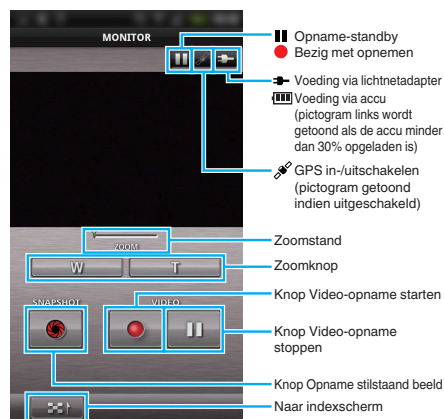 MONITOR
Opname-standby
Bezig met opnemen
Voeding via lichtnetadapter
Voeding via accu
(pictogram links wordt
getoond als de accu minder
dan 30% opgeladen is)
GPS in-/uitschakelen
(pictogram getoond
indien uitgeschakeld)
ZOOM
Zoomstand
W T
Zoomknop
SNAPSHOT VIDEO
Knop Video-opname starten
Knop Video-opname
stoppen
Knop Opname stilstaand beeld
Naar indexscherm